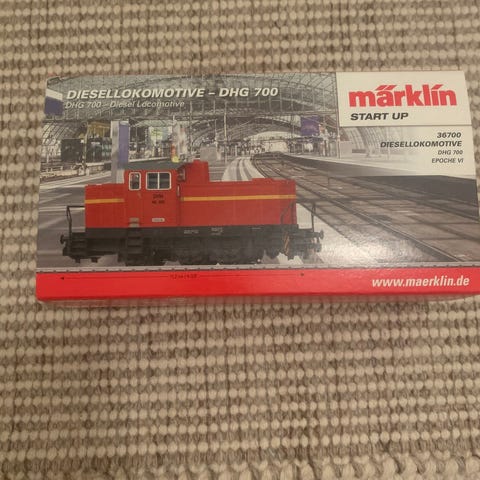 DIESELLOKOMOTIVE – DHG 700
DHG 700 – Diesel Locomotive
märklin
START UP
36700
DIESELLOKOMOTIVE
DHG 700
EPOCHE VI
www.maerklin.de